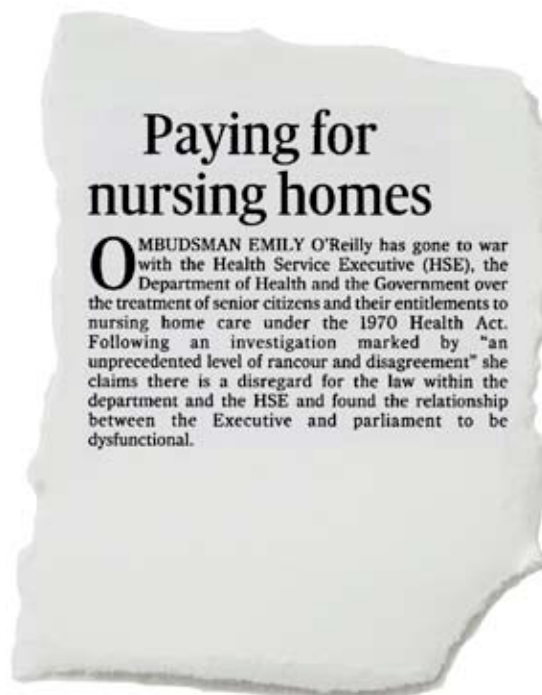 Paying for
nursing homes
OMBUDSMAN EMILY O'Reilly has gone to war
with the Health Service Executive (HSE), the
Department of Health and the Government over
the treatment of senior citizens and their entitlements to
nursing home care under the 1970 Health Act.
Following an investigation marked by "an
unprecedented level of rancour and disagreement" she
claims there is a disregard for the law within the
department and the HSE and found the relationship
between the Executive and parliament to be
dysfunctional.